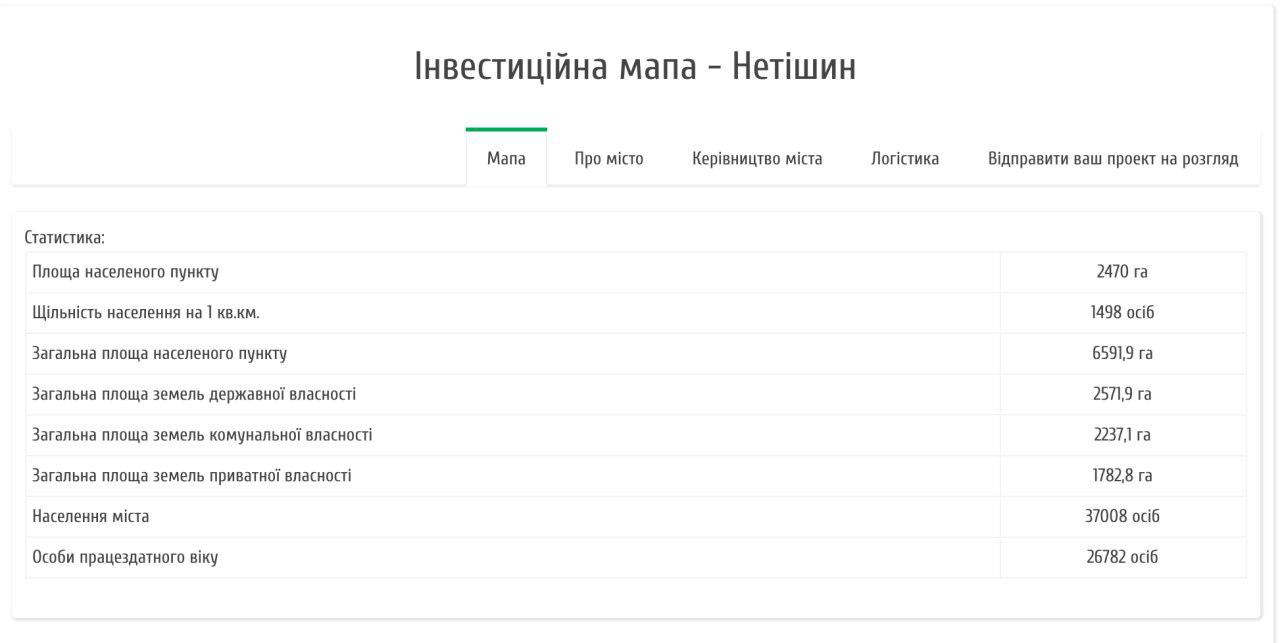 Інвестиційна мапа - Нетішин
Мапа Про місто Керівництво міста Логістика Відправити ваш проект на розгляд
Статистика:
Площа населеного пункту 2470 га
Щільність населення на 1 кв.км. 1498 осіб
Загальна площа населеного пункту 6591,9 га
Загальна площа земель державної власності 2571,9 га
Загальна площа земель комунальної власності 2237,1 га
Загальна площа земель приватної власності 1782,8 га
Населення міста 37008 осіб
Особи працездатного віку 26782 осіб